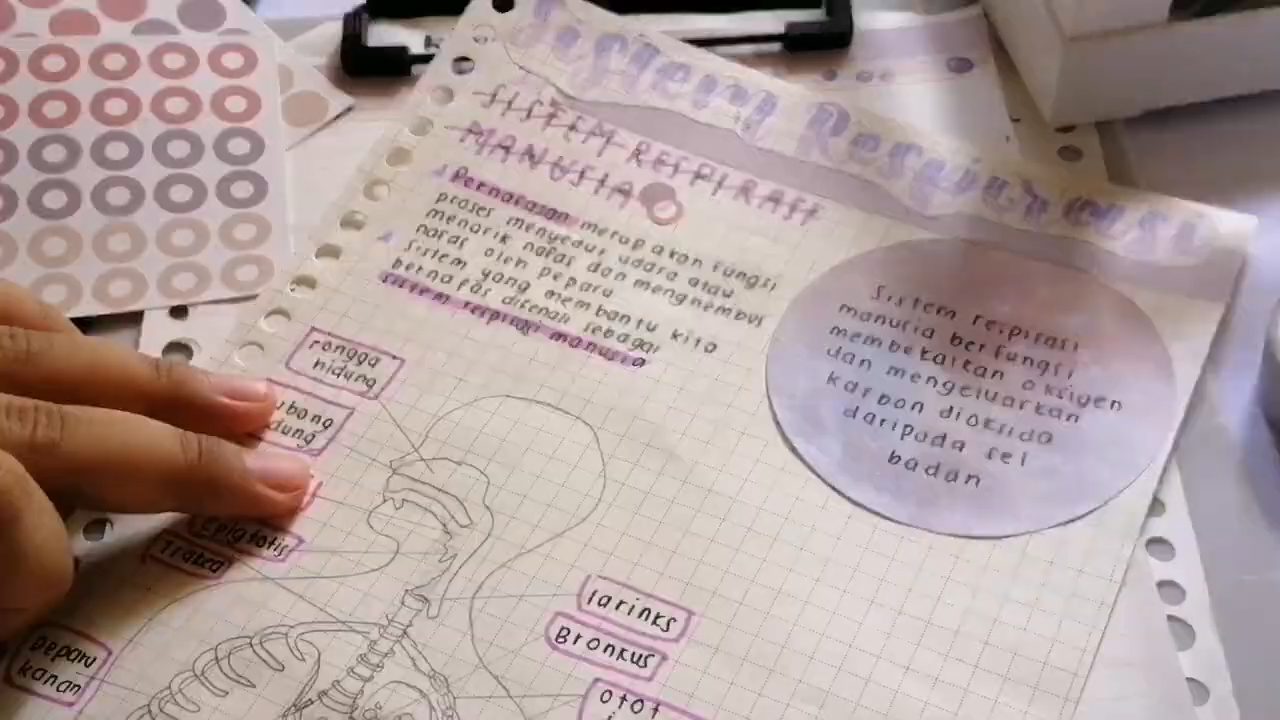 Sistem Respirasi
SISTEM RESPIRASI
MANUSIA
Pernafasan merupakan fungsi
proses menyedut udara atau
menarik nafas dan menghembus
nafas oleh peparu
Sistem yang membantu kita
bernafas dikenali sebagai
sistem respirasi manusia
Sistem respirasi
manusia berfungsi
membekalkan oksigen
dan mengeluarkan
karbon dioksida
daripada sel
badan
rongga
hidung
Trakea
larinks
Bronkus
peparu
kanan
otot